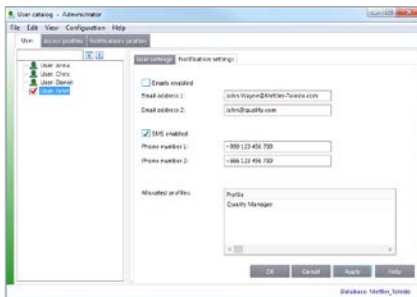 User catalog - Administrator
File Edit View Configuration Help
User Access profiles Notifications profiles
User: Anna
User: Chris
User: Daniel
User: John
User settings Notification settings
Emails enabled
Email address 1: John.Wayne@Mettler-Toledo.com
Email address 2: John@quality.com
SMS enabled
Phone number 1: +999 123 456 789
Phone number 2: +666 123 456 789
Allocated profiles:
Profile
Quality Manager
OK Cancel Apply Help
Database: Mettler_Toledo